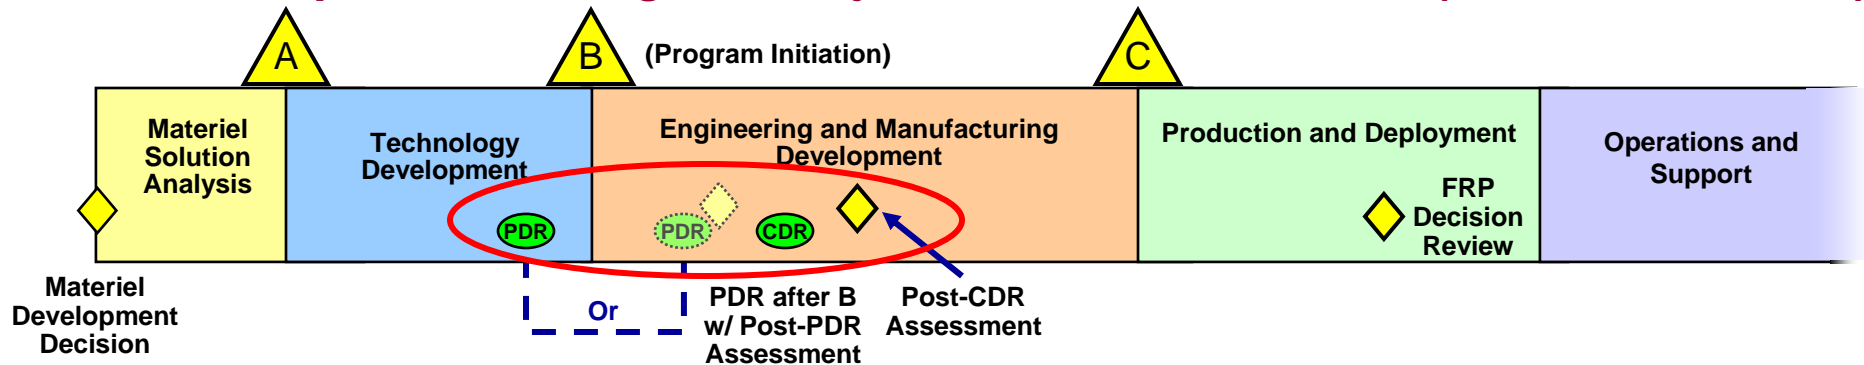 A
B
(Program Initiation)
C
Materiel
Solution
Analysis
Technology
Development
Engineering and Manufacturing
Development
Production and Deployment
Operations and
Support
PDR
PDR
CDR
FRP
Decision
Review
Materiel
Development
Decision
Or
PDR after B
w/ Post-PDR
Assessment
Post-CDR
Assessment